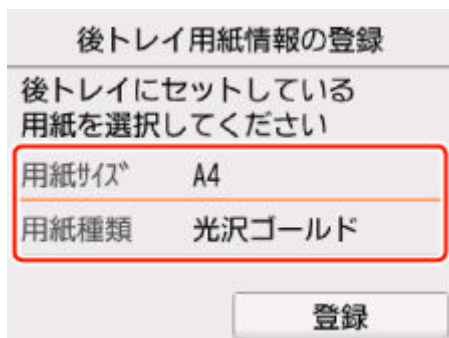 後トレイ用紙情報の登録
後トレイにセットしている
用紙を選択してください
用紙ｻｲｽﾞ A4
用紙種類 光沢ゴールド
登録